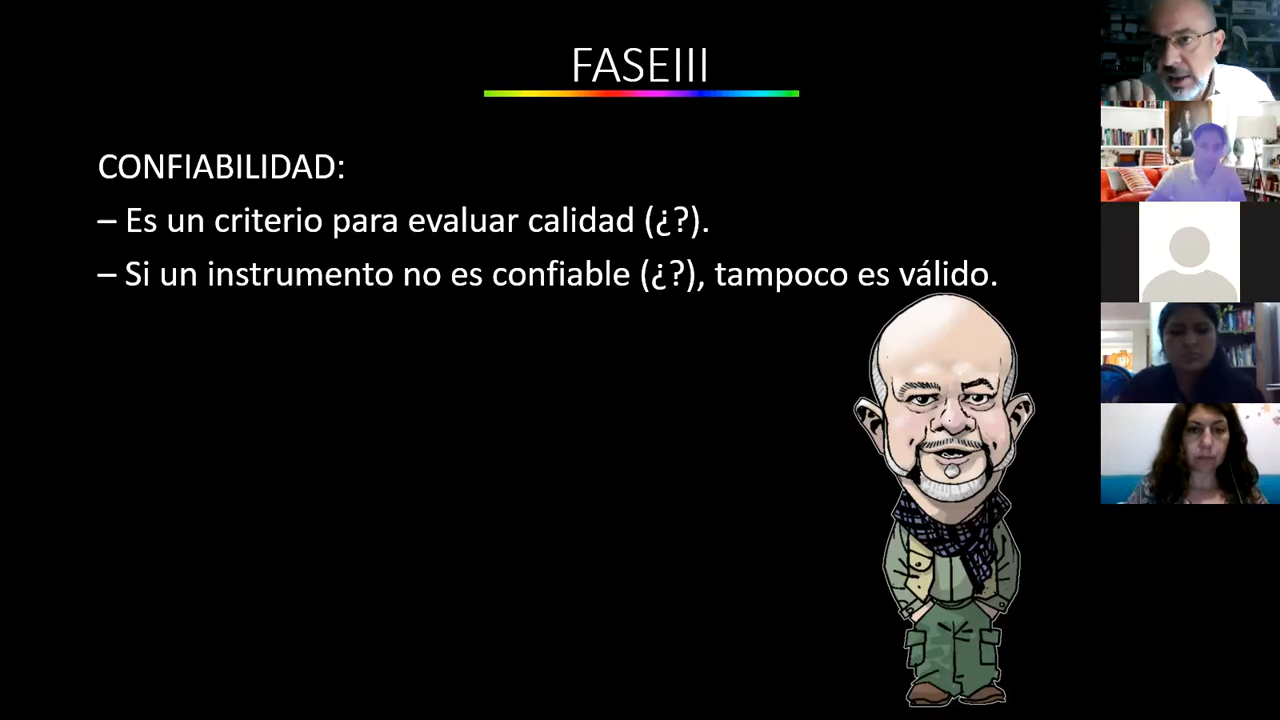 FASEIII
CONFIABILIDAD:
– Es un criterio para evaluar calidad (¿?).
– Si un instrumento no es confiable (¿?), tampoco es válido.